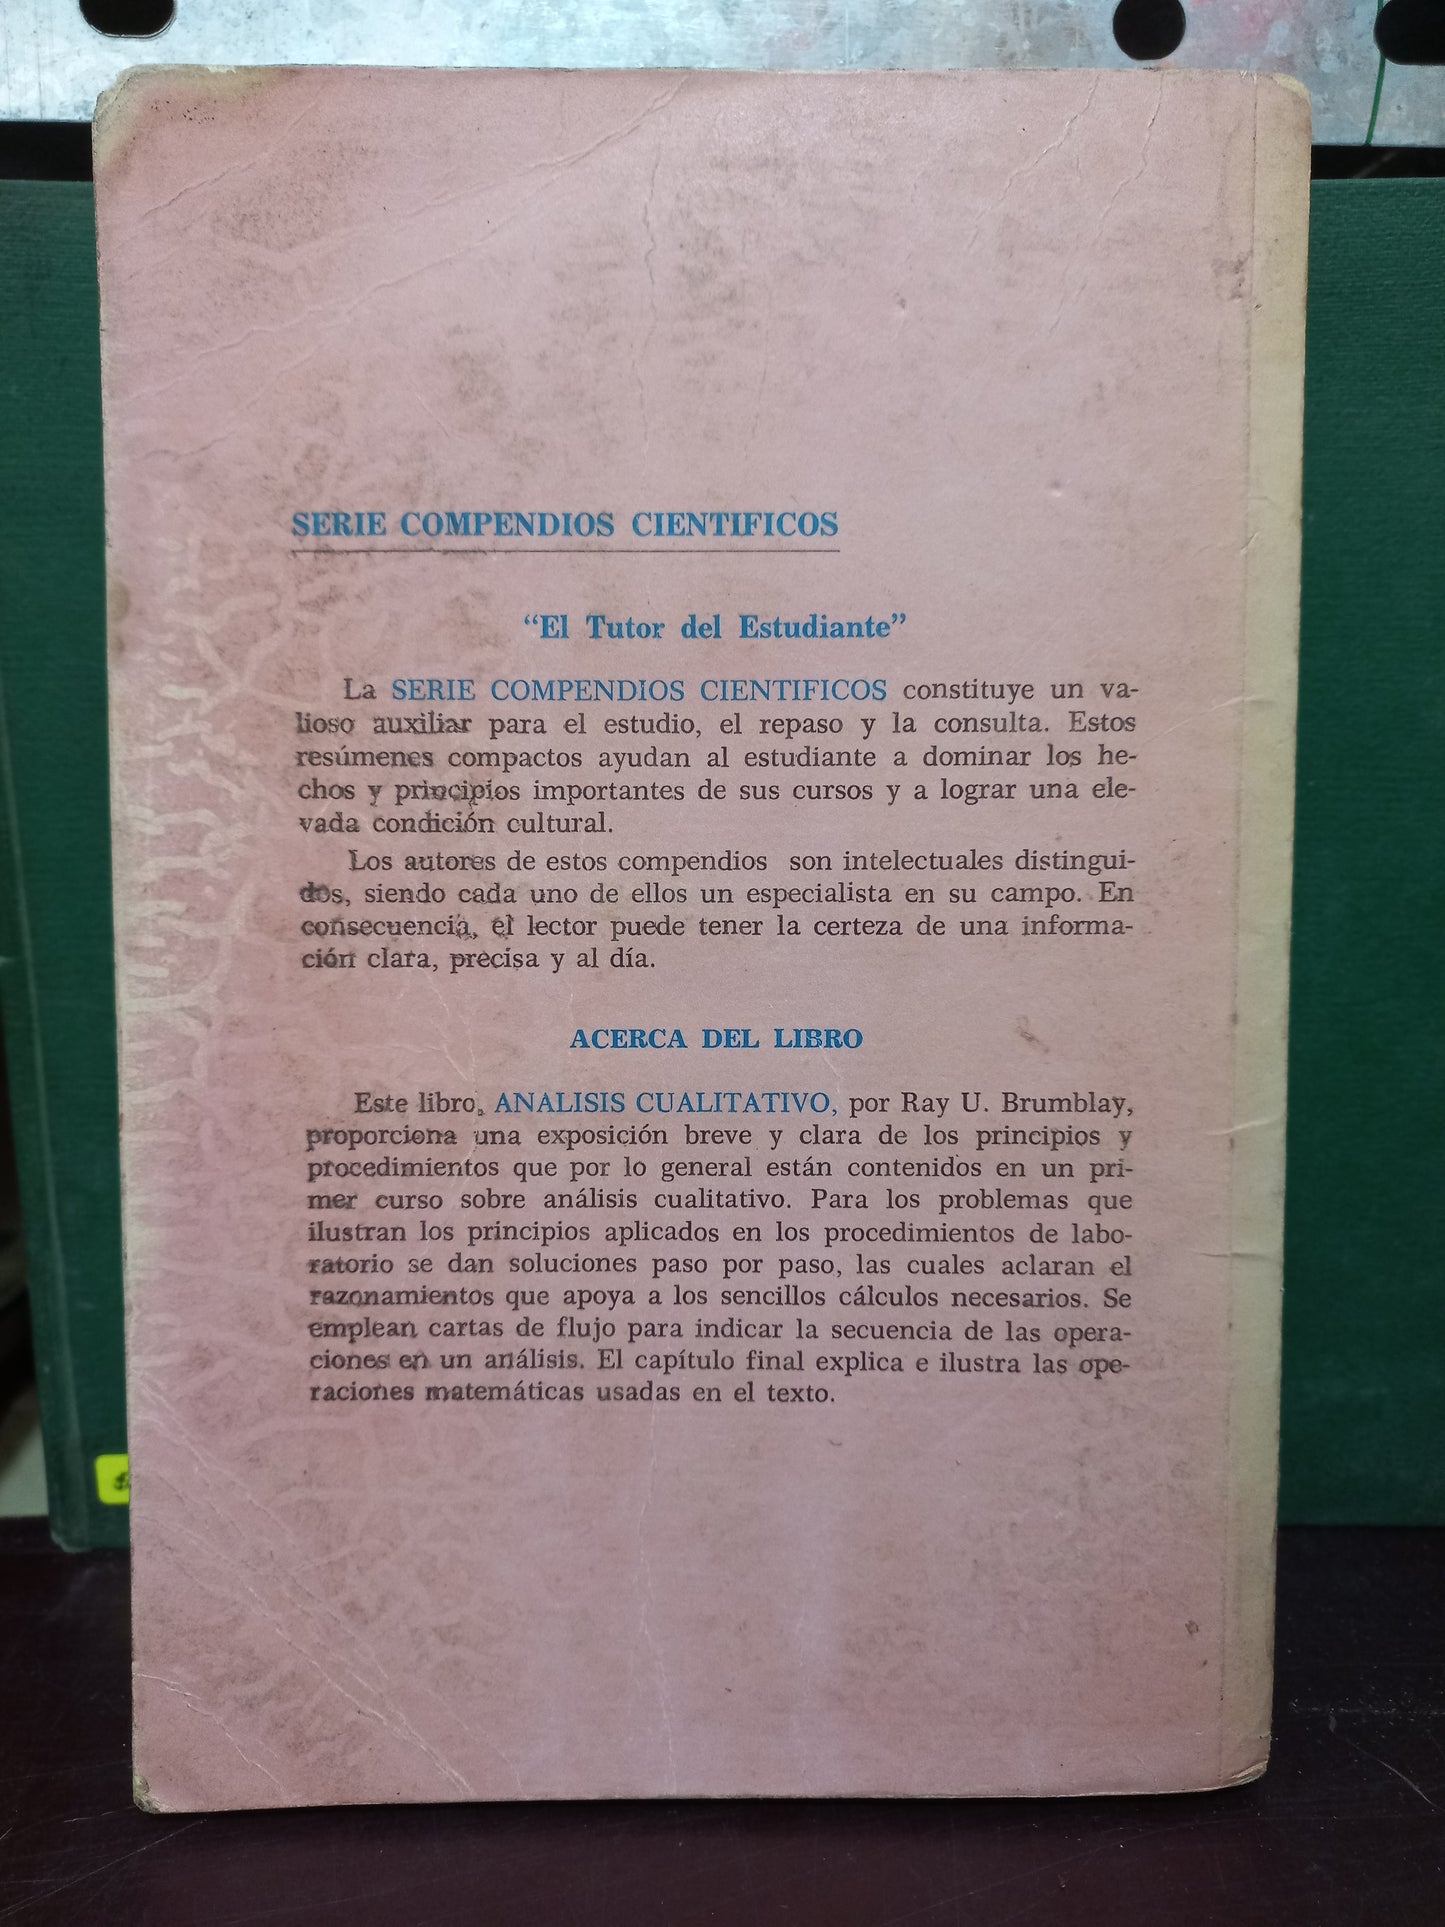 SERIE COMPENDIOS CIENTIFICOS
“El Tutor del Estudiante”
La SERIE COMPENDIOS CIENTIFICOS constituye un va-
lioso auxiliar para el estudio, el repaso y la consulta. Estos
resúmenes compactos ayudan al estudiante a dominar los he-
chos y principios importantes de sus cursos y a lograr una ele-
vada condición cultural.
Los autores de estos compendios son intelectuales distingui-
dos, siendo cada uno de ellos un especialista en su campo. En
consecuencia, el lector puede tener la certeza de una informa-
ción clara, precisa y al día.
ACERCA DEL LIBRO
Este libro, ANALISIS CUALITATIVO, por Ray U. Brumblay,
proporciona una exposición breve y clara de los principios y
procedimientos que por lo general están contenidos en un pri-
mer curso sobre análisis cualitativo. Para los problemas que
ilustran los principios aplicados en los procedimientos de labo-
ratorio se dan soluciones paso por paso, las cuales aclaran el
razonamientos que apoya a los sencillos cálculos necesarios. Se
emplean cartas de flujo para indicar la secuencia de las opera-
ciones en un análisis. El capítulo final explica e ilustra las ope-
raciones matemáticas usadas en el texto.